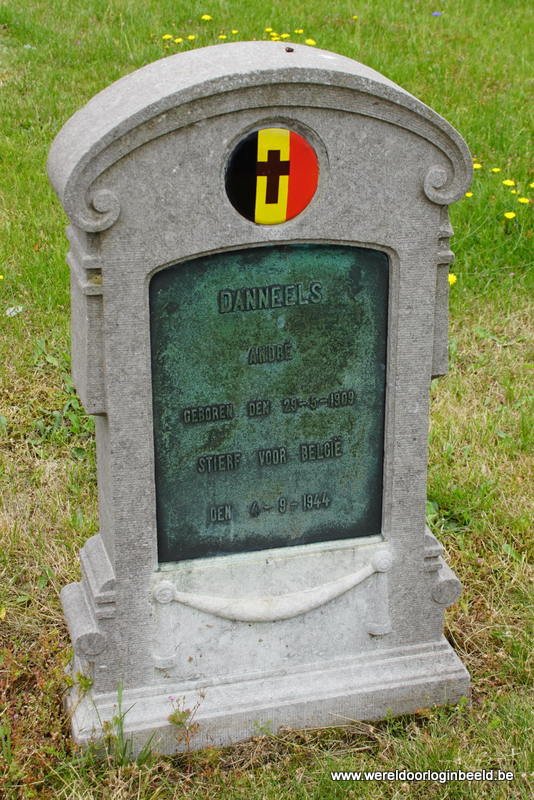 DANNEELS
ANDRÉ
GEBOREN DEN 29-5-1909
STIERF VOOR BELGIË
DEN 4-9-1944
www.wereldoorloginbeeld.be